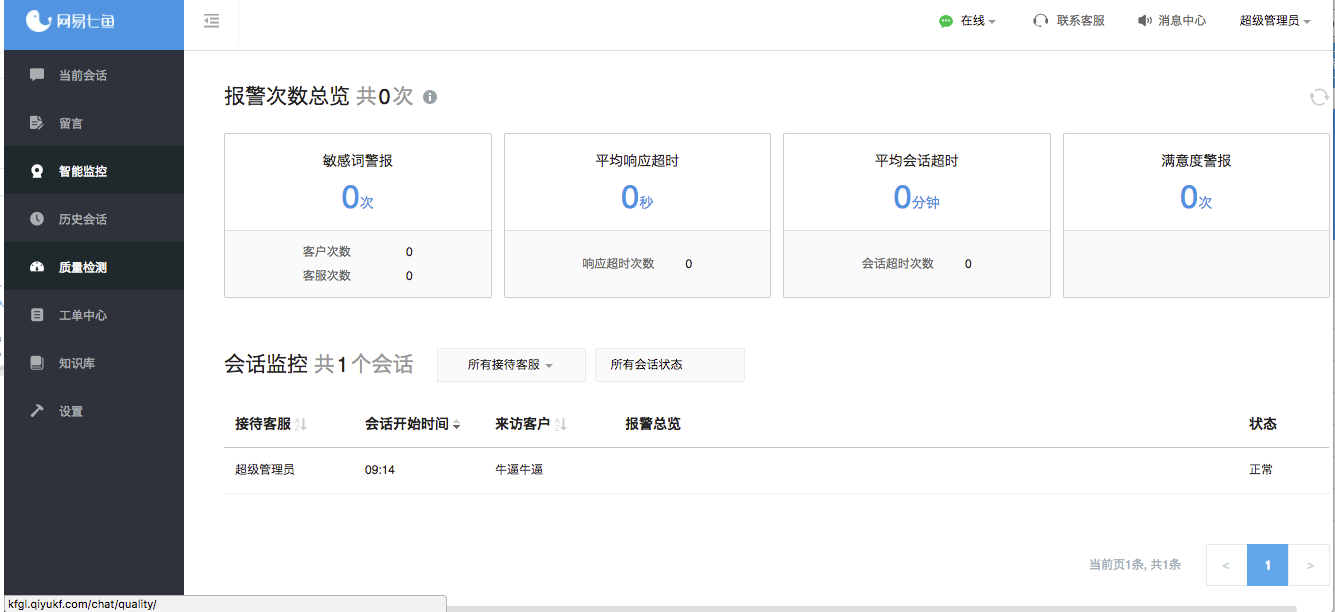 网易七鱼
在线
联系客服
消息中心
超级管理员
当前会话
留言
智能监控
历史会话
质量检测
工单中心
知识库
设置
报警次数总览 共0次
敏感词警报
0次
客户次数 0
客服次数 0
平均响应超时
0秒
响应超时次数 0
平均会话超时
0分钟
会话超时次数 0
满意度警报
0次
会话监控 共1个会话
所有接待客服
所有会话状态
接待客服 会话开始时间 来访客户 报警总览 状态
超级管理员 09:14 牛逼牛逼 正常
当前页1条, 共1条
< 1 >
kfgl.qiyukf.com/chat/quality/